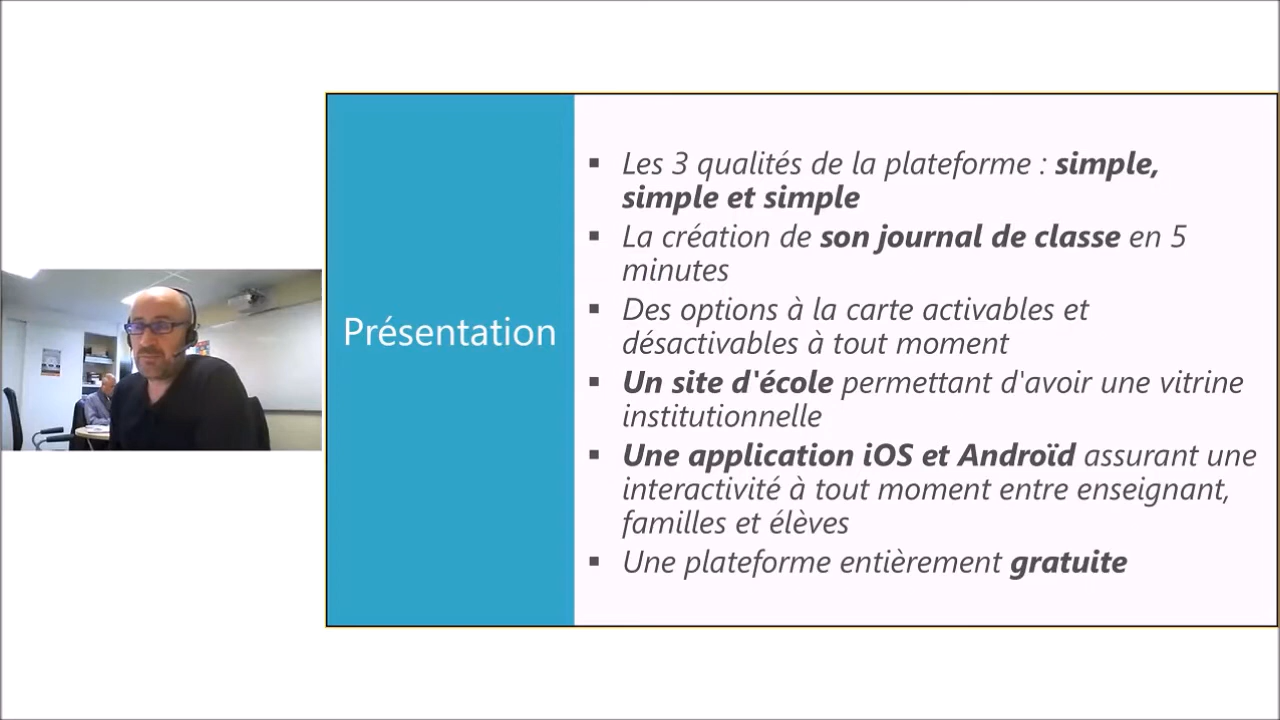 Présentation
▪ Les 3 qualités de la plateforme : simple,
simple et simple
▪ La création de son journal de classe en 5
minutes
▪ Des options à la carte activables et
désactivables à tout moment
▪ Un site d'école permettant d'avoir une vitrine
institutionnelle
▪ Une application iOS et Androïd assurant une
interactivité à tout moment entre enseignant,
familles et élèves
▪ Une plateforme entièrement gratuite